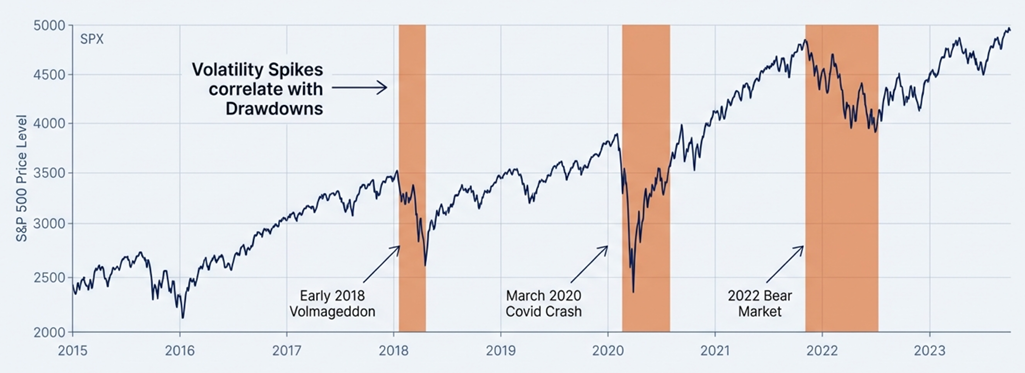 SPX
Volatility Spikes
correlate with
Drawdowns
S&P 500 Price Level
5000
4500
4000
3500
3000
2500
2000
Early 2018
Volmageddon
March 2020
Covid Crash
2022 Bear
Market
2015 2016 2017 2018 2019 2020 2021 2022 2023